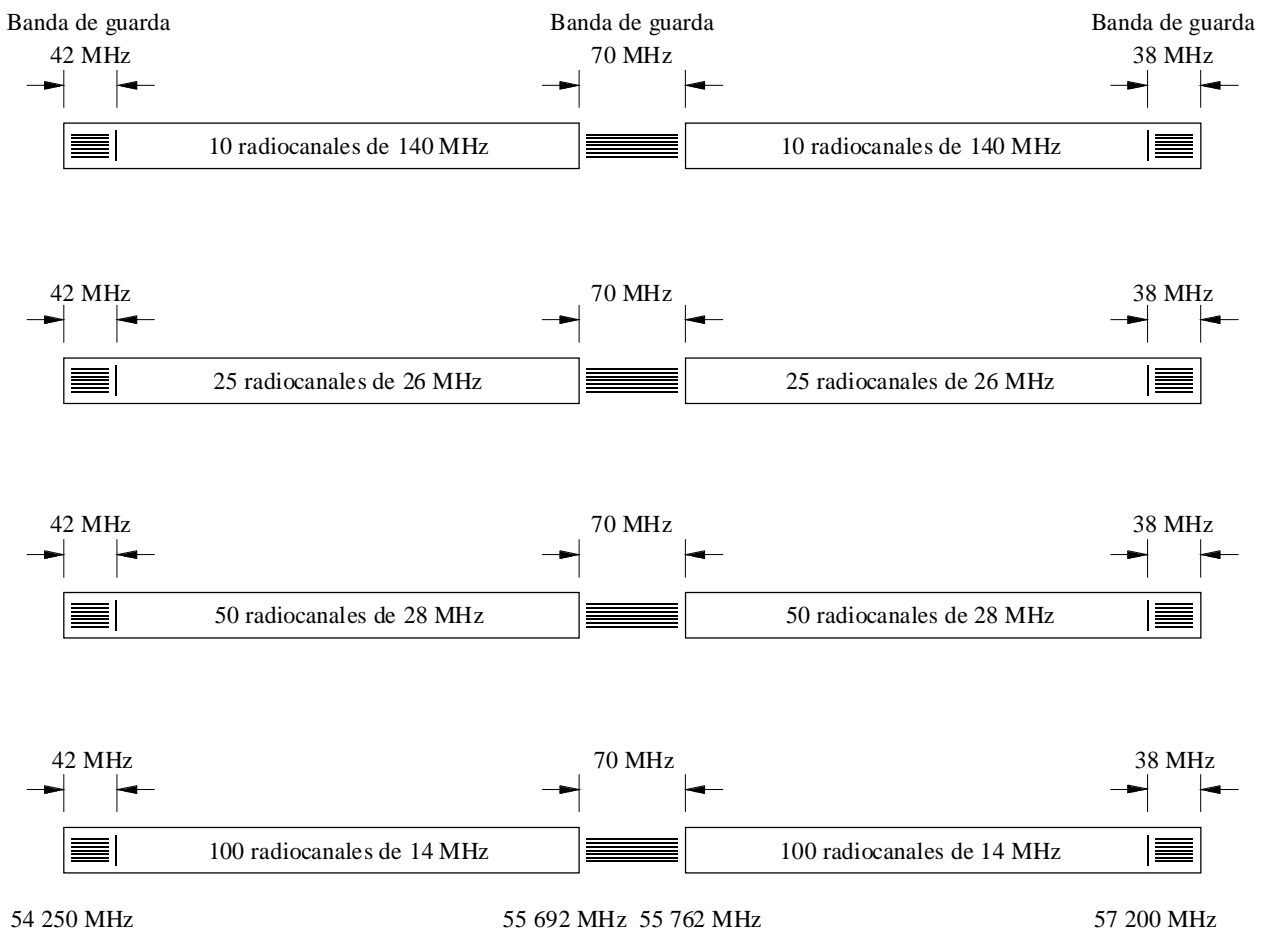 Banda de guarda Banda de guarda Banda de guarda
42 MHz 70 MHz 38 MHz
10 radiocanales de 140 MHz 10 radiocanales de 140 MHz
42 MHz 70 MHz 38 MHz
25 radiocanales de 26 MHz 25 radiocanales de 26 MHz
42 MHz 70 MHz 38 MHz
50 radiocanales de 28 MHz 50 radiocanales de 28 MHz
42 MHz 70 MHz 38 MHz
100 radiocanales de 14 MHz 100 radiocanales de 14 MHz
54 250 MHz 55 692 MHz 55 762 MHz 57 200 MHz